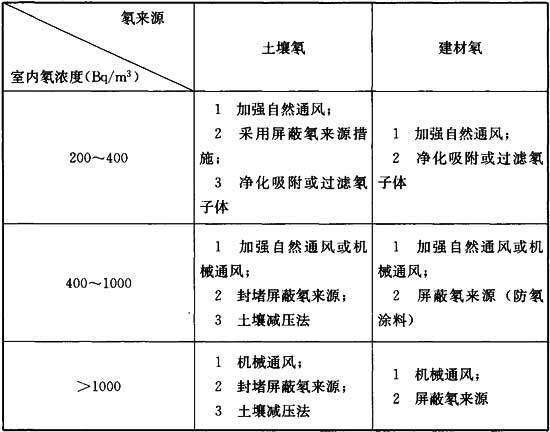 氡来源
室内氡浓度(Bq/m³)
土壤氡
建材氡
200～400
1 加强自然通风；
2 采用屏蔽氡来源措
施；
3 净化吸附或过滤氡
子体
1 加强自然通风；
2 净化吸附或过滤氡
子体
400～1000
1 加强自然通风或机
械通风；
2 封堵屏蔽氡来源；
3 土壤减压法
1 加强自然通风或机
械通风；
2 屏蔽氡来源（防氡
涂料）
＞1000
1 机械通风；
2 封堵屏蔽氡来源；
3 土壤减压法
1 机械通风；
2 屏蔽氡来源